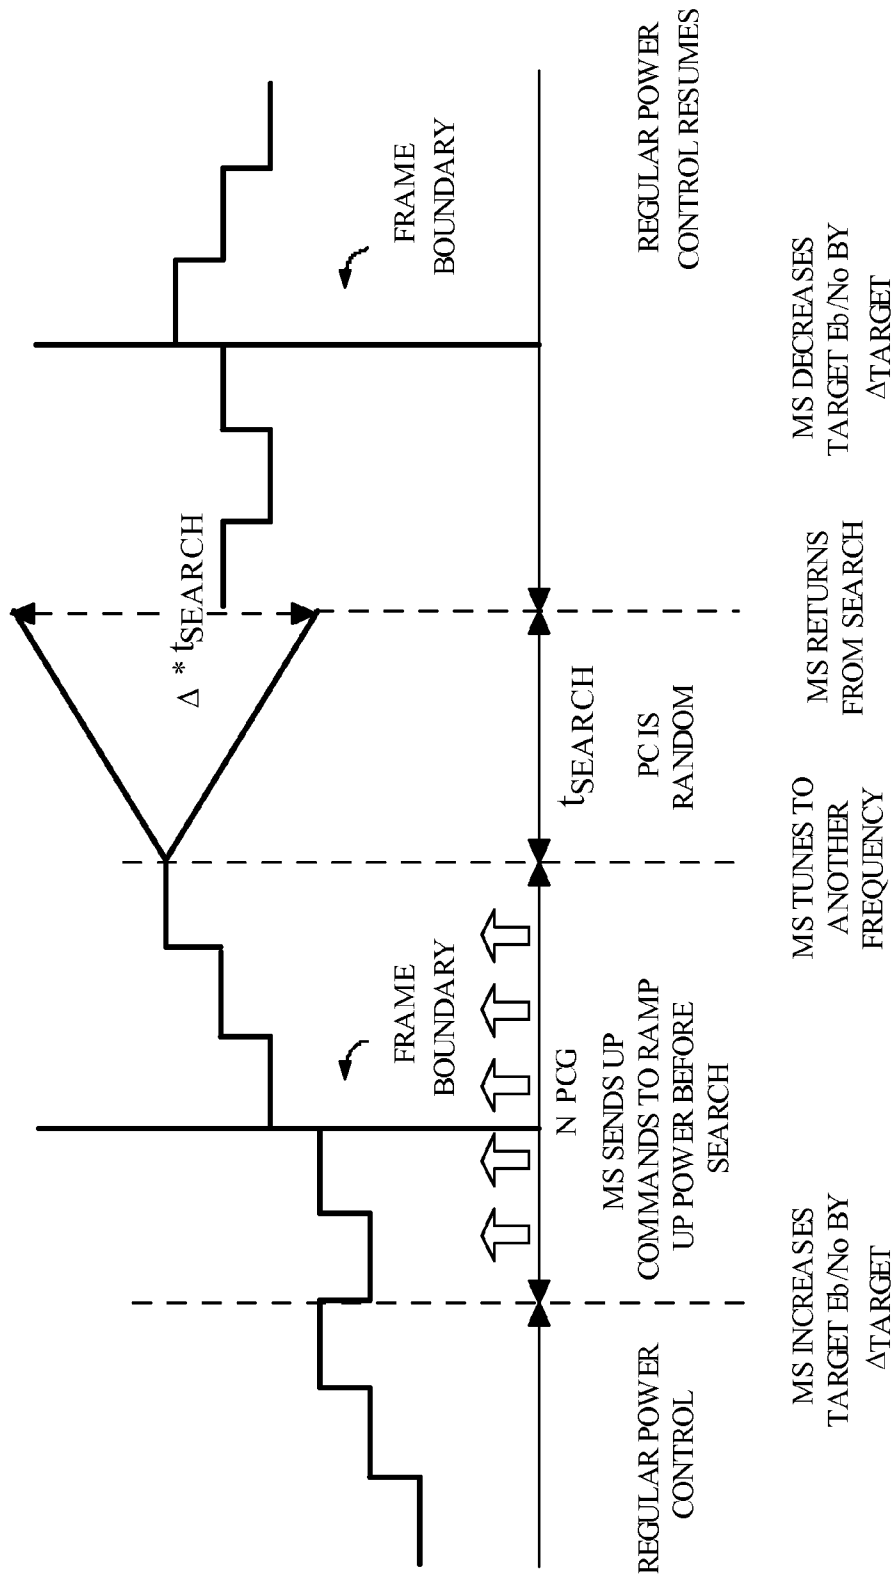 Δ * tSEARCH
FRAME
BOUNDARY
FRAME
BOUNDARY
N PCG
tSEARCH
REGULAR POWER
CONTROL
MS SENDS UP
COMMANDS TO RAMP
UP POWER BEFORE
SEARCH
PC IS
RANDOM
REGULAR POWER
CONTROL RESUMES
MS INCREASES
TARGET Eb/No BY
ΔTARGET
MS TUNES TO
ANOTHER
FREQUENCY
MS RETURNS
FROM SEARCH
MS DECREASES
TARGET Eb/No BY
ΔTARGET